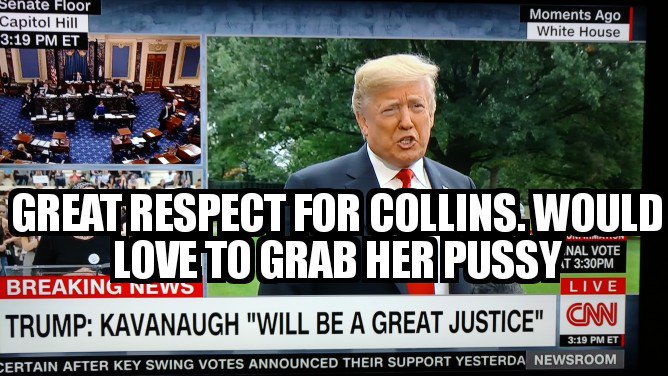 Senate Floor
Capitol Hill
3:19 PM ET
Moments Ago
White House
GREAT RESPECT FOR COLLINS. WOULD
LOVE TO GRAB HER PUSSY
NAL VOTE
AT 3:30PM
BREAKING NEWS
LIVE
TRUMP: KAVANAUGH "WILL BE A GREAT JUSTICE"
CNN
3:19 PM ET
CERTAIN AFTER KEY SWING VOTES ANNOUNCED THEIR SUPPORT YESTERDA
NEWSROOM